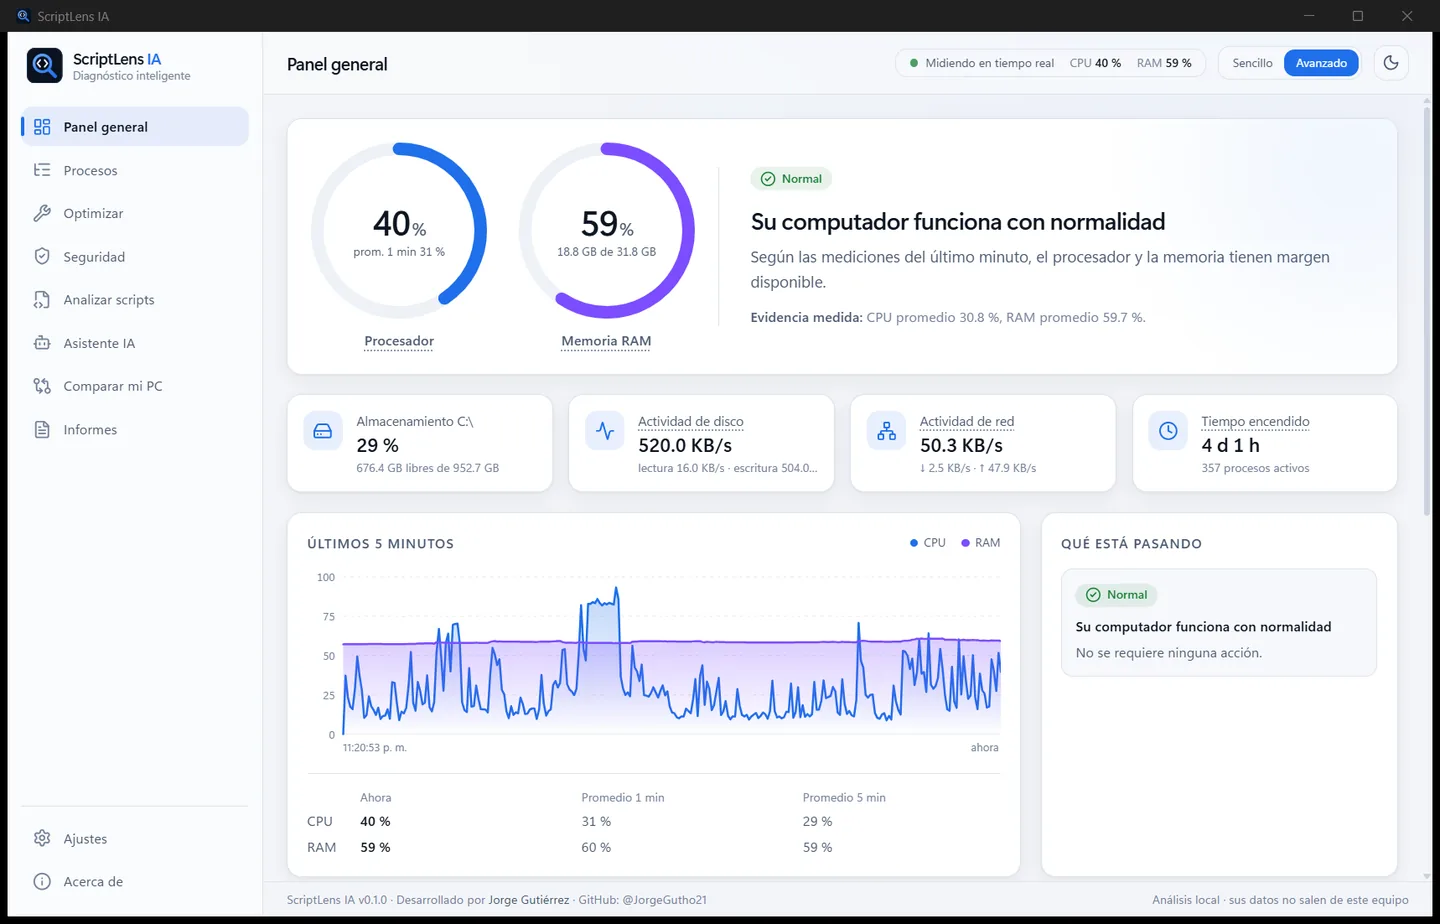 ScriptLens IA
ScriptLens IA
Diagnóstico inteligente
Panel general
Procesos
Optimizar
Seguridad
Analizar scripts
Asistente IA
Comparar mi PC
Informes
Ajustes
Acerca de
Panel general
Midiendo en tiempo real CPU 40 % RAM 59 %
Sencillo Avanzado
40%
prom. 1 min 31 %
Procesador
59%
18.8 GB de 31.8 GB
Memoria RAM
Normal
Su computador funciona con normalidad
Según las mediciones del último minuto, el procesador y la memoria tienen margen
disponible.
Evidencia medida: CPU promedio 30.8 %, RAM promedio 59.7 %.
Almacenamiento C:\
29 %
676.4 GB libres de 952.7 GB
Actividad de disco
520.0 KB/s
lectura 16.0 KB/s · escritura 504.0...
Actividad de red
50.3 KB/s
↓ 2.5 KB/s · ↑ 47.9 KB/s
Tiempo encendido
4 d 1 h
357 procesos activos
ÚLTIMOS 5 MINUTOS
CPU RAM
100
75
50
25
0
11:20:53 p. m. ahora
Ahora Promedio 1 min Promedio 5 min
CPU 40 % 31 % 29 %
RAM 59 % 60 % 59 %
QUÉ ESTÁ PASANDO
Normal
Su computador funciona con normalidad
No se requiere ninguna acción.
ScriptLens IA v0.1.0 · Desarrollado por Jorge Gutiérrez · GitHub: @JorgeGutho21
Análisis local · sus datos no salen de este equipo